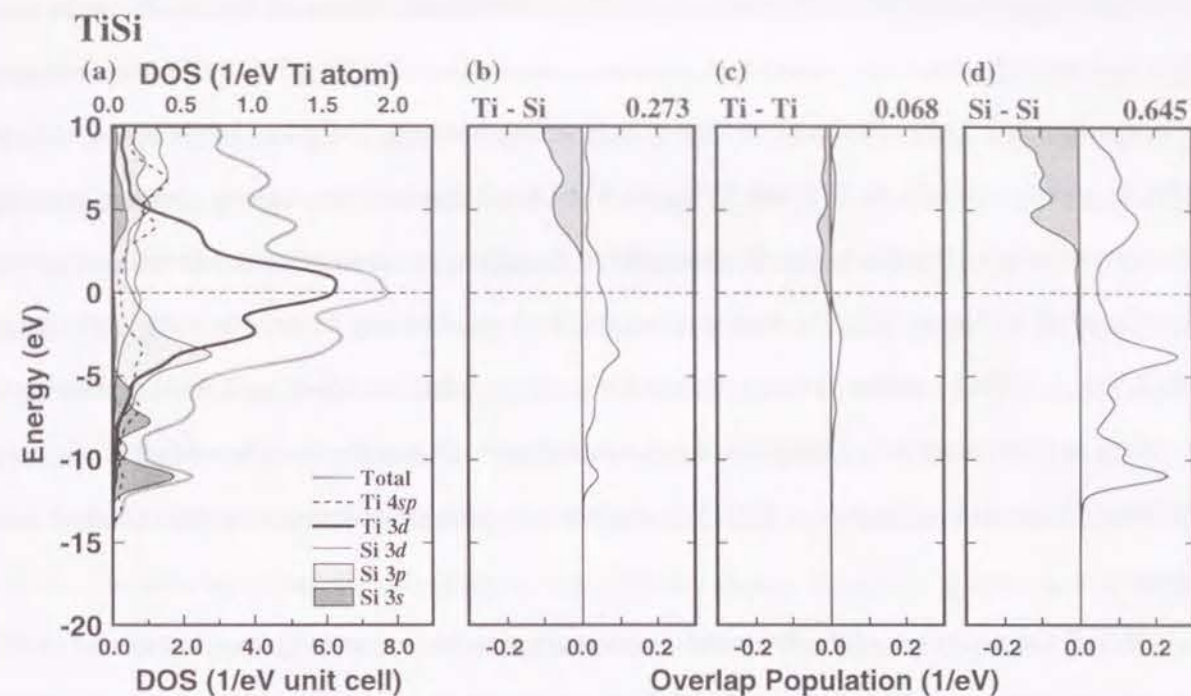 TiSi
(a) DOS (1/eV Ti atom)
0.0 0.5 1.0 1.5 2.0
(b)
Ti - Si 0.273
(c)
Ti - Ti 0.068
(d)
Si - Si 0.645
Energy (eV)
10
5
0
-5
-10
-15
-20
Total
Ti 4sp
Ti 3d
Si 3d
Si 3p
Si 3s
0.0 2.0 4.0 6.0 8.0
-0.2 0.0 0.2
-0.2 0.0 0.2
-0.2 0.0 0.2
DOS (1/eV unit cell)
Overlap Population (1/eV)